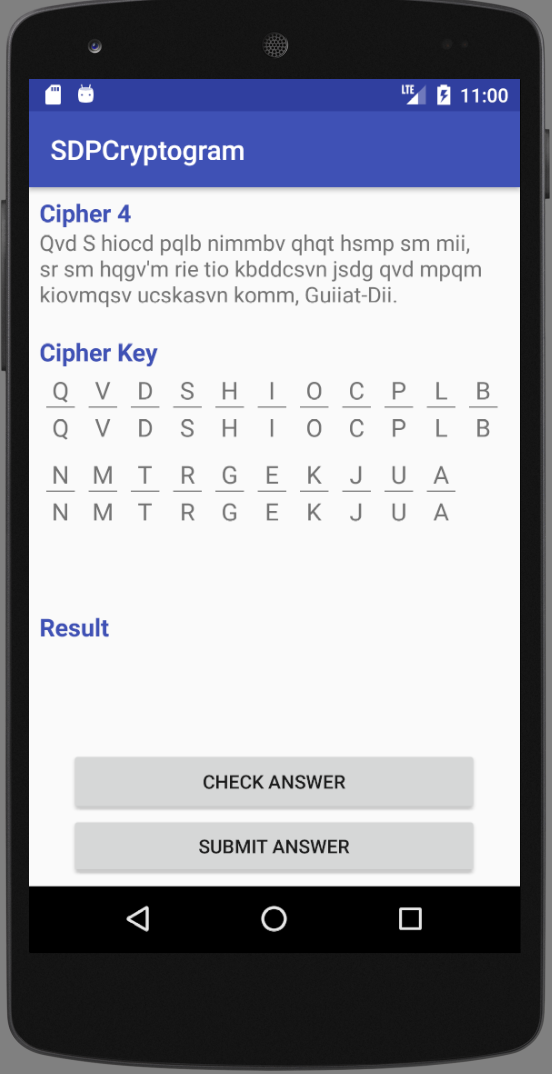 LTE 11:00
SDPCryptogram
Cipher 4
Qvd S hiocd pqlb nimmbv qhqt hsmp sm mii,
sr sm hqgv'm rie tio kbddcsvn jsdg qvd mpqm
kiovmqsv ucskasvn komm, Guiiat-Dii.
Cipher Key
Q V D S H I O C P L B
Q V D S H I O C P L B
N M T R G E K J U A
N M T R G E K J U A
Result
CHECK ANSWER
SUBMIT ANSWER